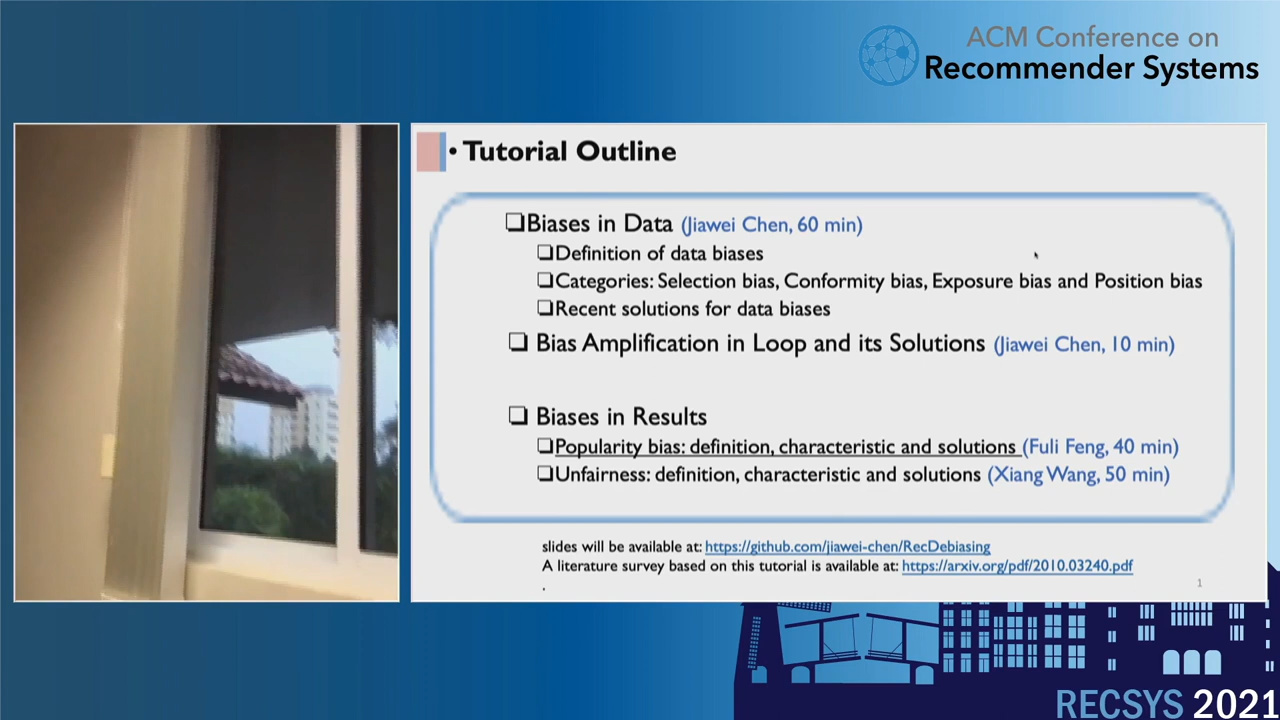 ACM Conference on
Recommender Systems
• Tutorial Outline
❑Biases in Data (Jiawei Chen, 60 min)
❑Definition of data biases
❑Categories: Selection bias, Conformity bias, Exposure bias and Position bias
❑Recent solutions for data biases
❑ Bias Amplification in Loop and its Solutions (Jiawei Chen, 10 min)
❑ Biases in Results
❑Popularity bias: definition, characteristic and solutions (Fuli Feng, 40 min)
❑Unfairness: definition, characteristic and solutions (Xiang Wang, 50 min)
slides will be available at: https://github.com/jiawei-chen/RecDebiasing
A literature survey based on this tutorial is available at: https://arxiv.org/pdf/2010.03240.pdf
.
1
RECSYS 2021